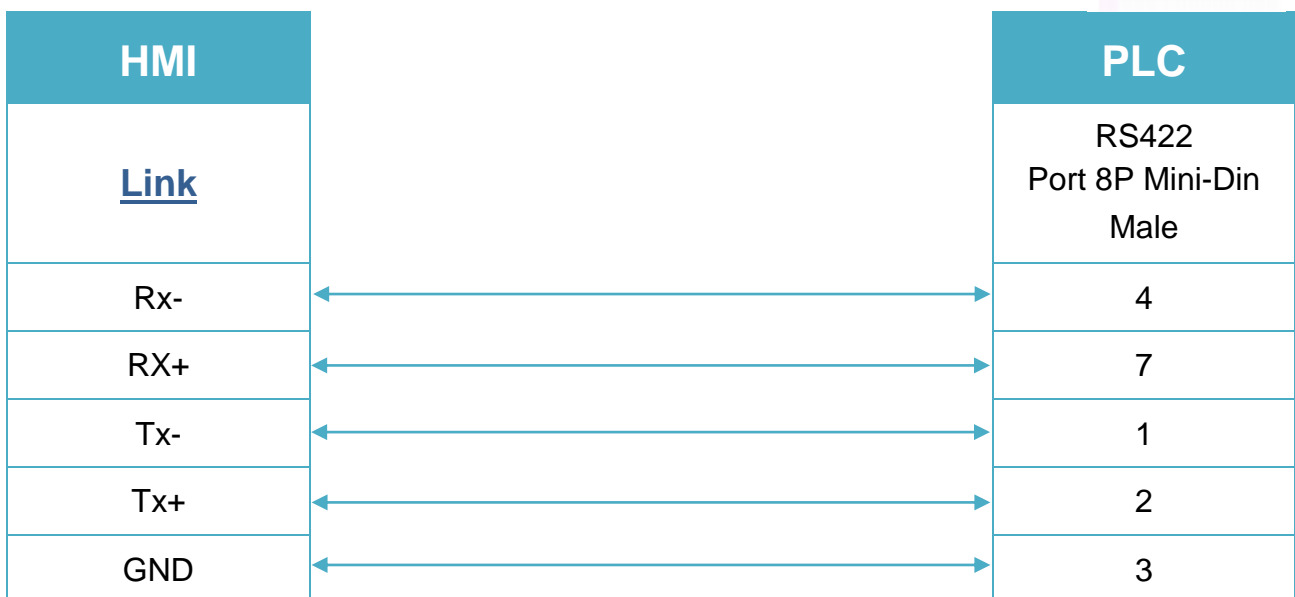 HMI
PLC
Link
RS422
Port 8P Mini-Din
Male
Rx-
4
RX+
7
Tx-
1
Tx+
2
GND
3